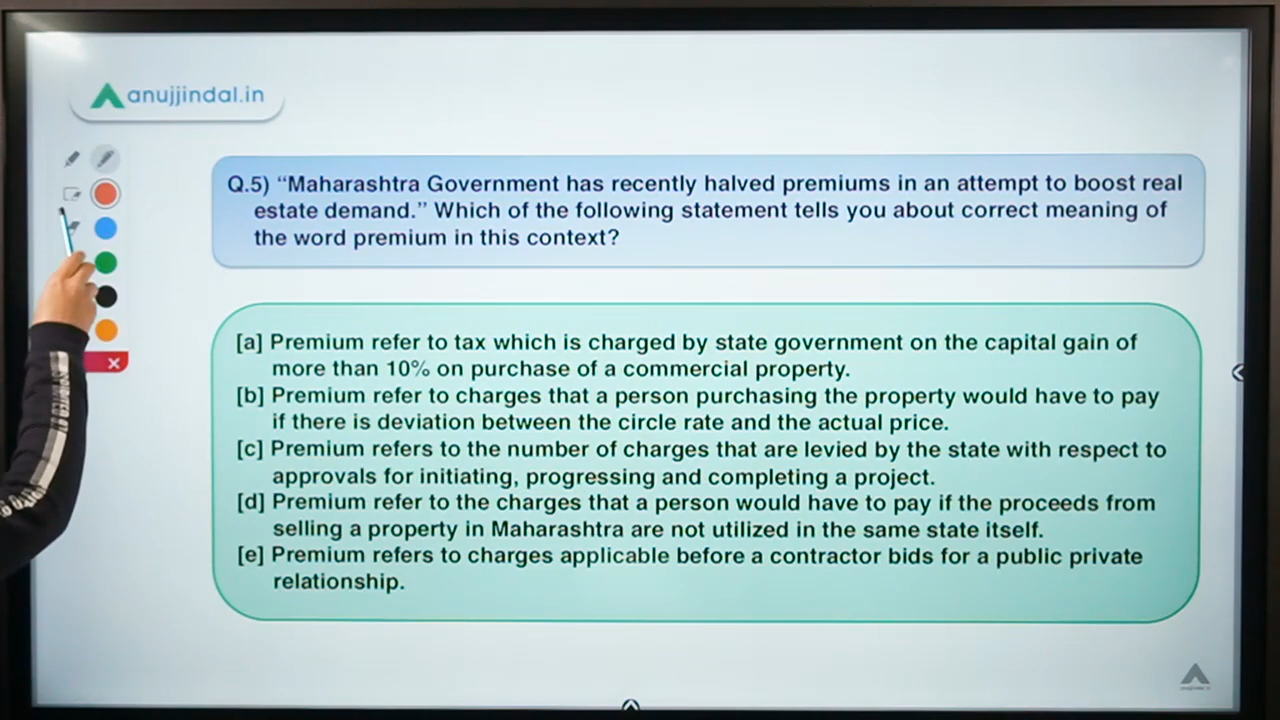 anujjindal.in
Q.5) “Maharashtra Government has recently halved premiums in an attempt to boost real
estate demand.” Which of the following statement tells you about correct meaning of
the word premium in this context?
[a] Premium refer to tax which is charged by state government on the capital gain of
more than 10% on purchase of a commercial property.
[b] Premium refer to charges that a person purchasing the property would have to pay
if there is deviation between the circle rate and the actual price.
[c] Premium refers to the number of charges that are levied by the state with respect to
approvals for initiating, progressing and completing a project.
[d] Premium refer to the charges that a person would have to pay if the proceeds from
selling a property in Maharashtra are not utilized in the same state itself.
[e] Premium refers to charges applicable before a contractor bids for a public private
relationship.